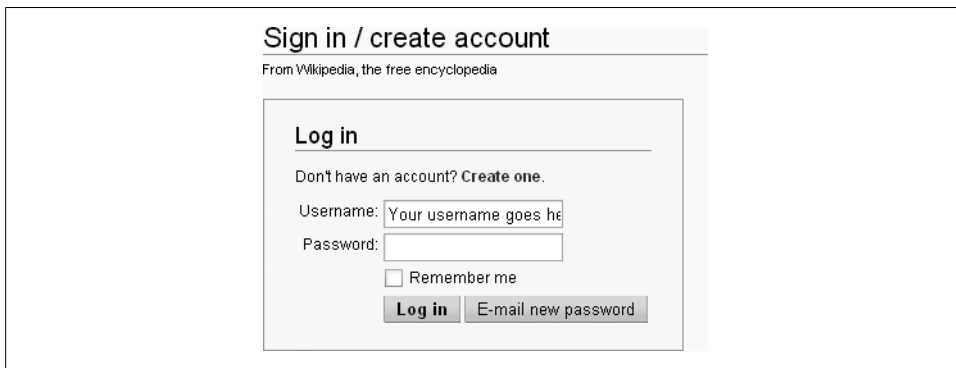 Sign in / create account
From Wikipedia, the free encyclopedia
Log in
Don't have an account? Create one.
Username: Your username goes he
Password:
Remember me
Log in E-mail new password